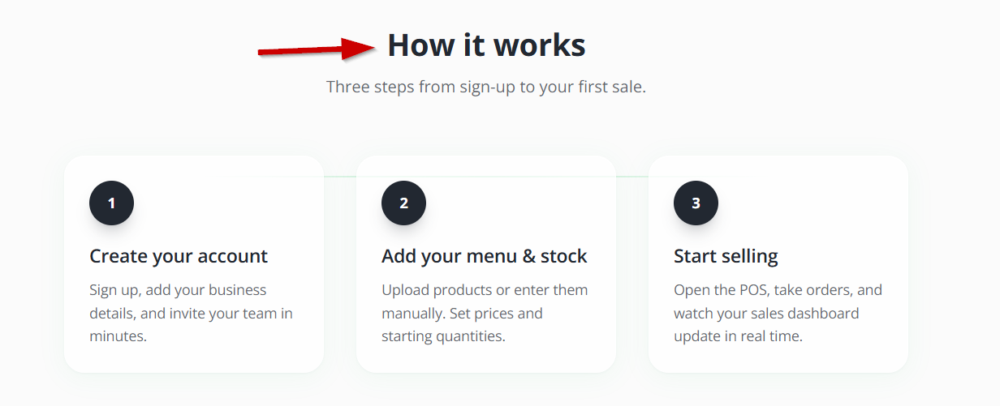 How it works
Three steps from sign-up to your first sale.
1
Create your account
Sign up, add your business
details, and invite your team in
minutes.
2
Add your menu & stock
Upload products or enter them
manually. Set prices and
starting quantities.
3
Start selling
Open the POS, take orders, and
watch your sales dashboard
update in real time.